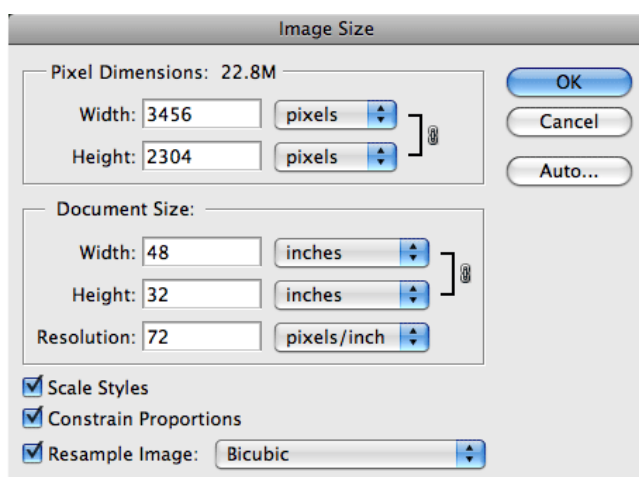 Image Size
Pixel Dimensions: 22.8M
Width: 3456 pixels
Height: 2304 pixels
OK
Cancel
Auto...
Document Size:
Width: 48 inches
Height: 32 inches
Resolution: 72 pixels/inch
Scale Styles
Constrain Proportions
Resample Image: Bicubic